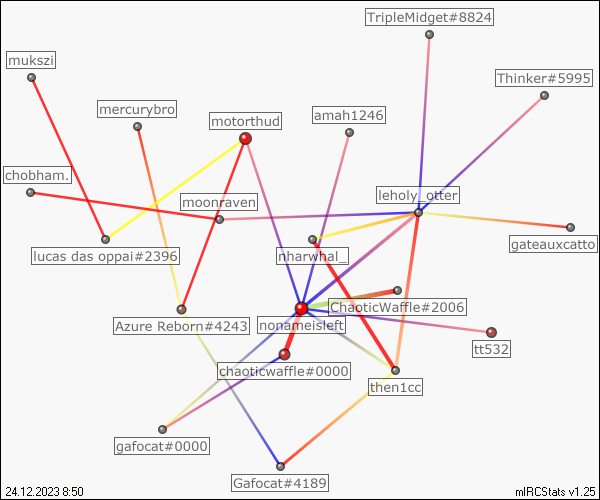 TripleMidget#8824
mukszi
Thinker#5995
mercurybro
amah1246
motorthud
chobham.
leholy_otter
moonraven
gateauxcatto
lucas das oppai#2396
nharwhal_
ChaoticWaffle#2006
Azure Reborn#4243
nonameisleft
tt532
chaoticwaffle#0000
then1cc
gafocat#0000
Gafocat#4189
24.12.2023 8:50
mIRCStats v1.25